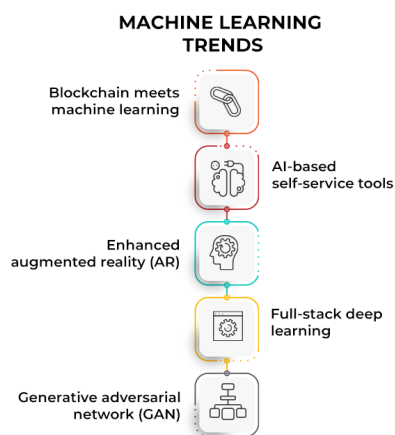 MACHINE LEARNING
TRENDS
Blockchain meets
machine learning
AI-based
self-service tools
Enhanced
augmented reality (AR)
Full-stack deep
learning
Generative adversarial
network (GAN)